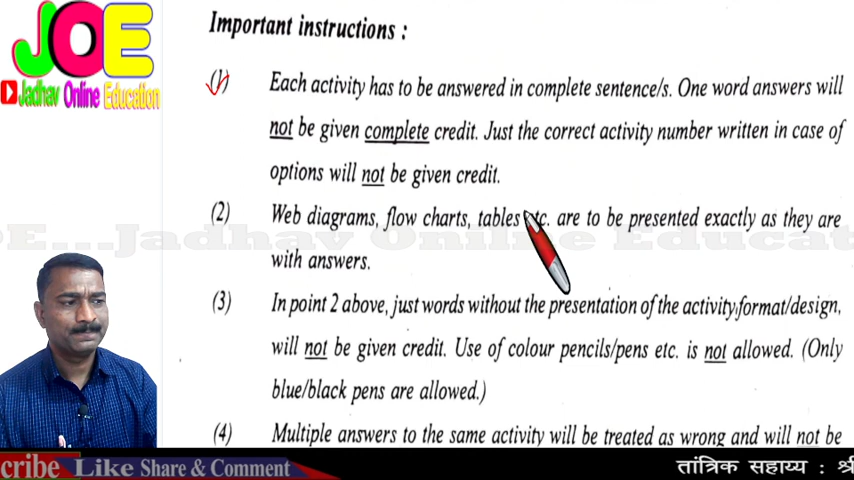 JOE
Jadhav Online Education
Important instructions :
(1) Each activity has to be answered in complete sentence/s. One word answers will
not be given complete credit. Just the correct activity number written in case of
options will not be given credit.
(2) Web diagrams, flow charts, tables etc. are to be presented exactly as they are
with answers.
E...Jadhav Online Educat
(3) In point 2 above, just words without the presentation of the activity format/design,
will not be given credit. Use of colour pencils/pens etc. is not allowed. (Only
blue/black pens are allowed.)
(4) Multiple answers to the same activity will be treated as wrong and will not be
cribe Like Share & Comment
तांत्रिक सहाय्य : श्री